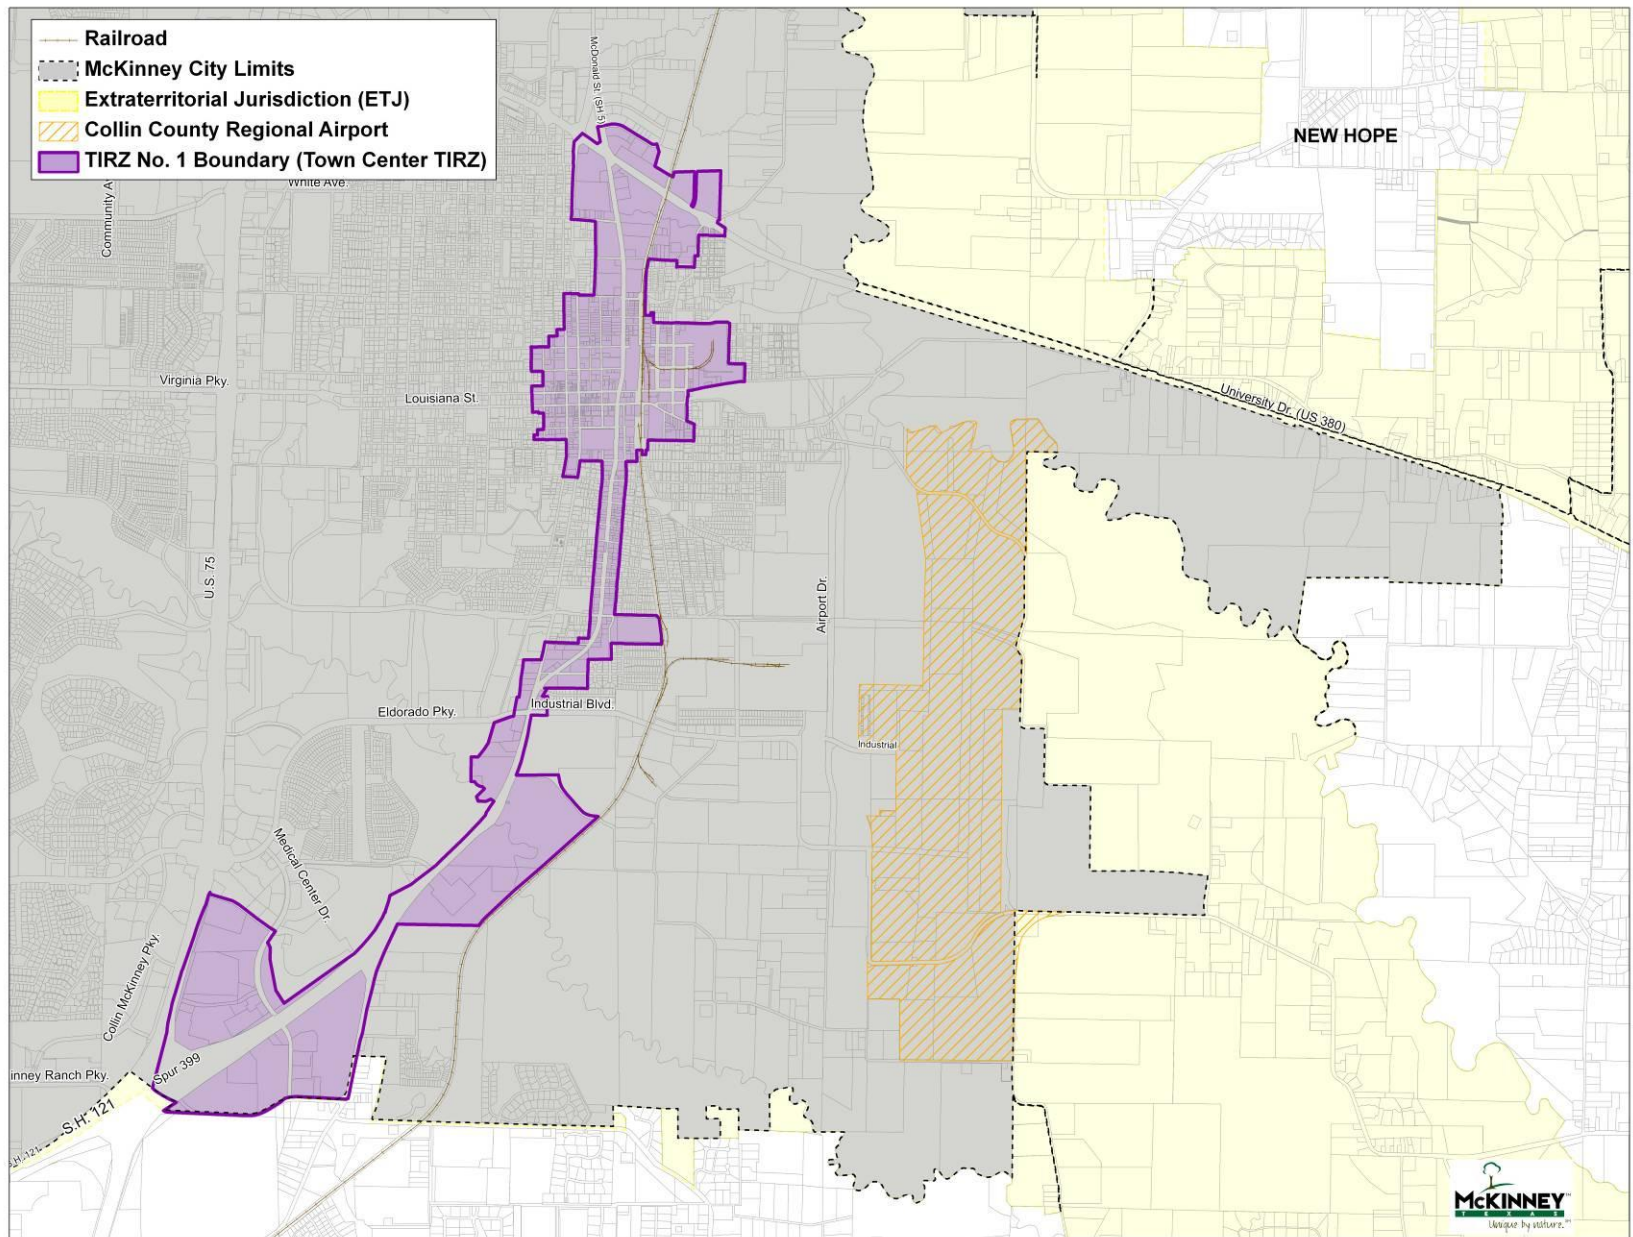 Railroad
McKinney City Limits
Extraterritorial Jurisdiction (ETJ)
Collin County Regional Airport
TIRZ No. 1 Boundary (Town Center TIRZ)
McDonald St. (SH 5)
NEW HOPE
White Ave.
Community A
Virginia Pky.
Louisiana St.
University Dr. (US 380)
U.S. 75
Airport Dr.
Eldorado Pky.
Industrial Blvd.
Industrial
Medical Center Dr.
Collin McKinney Pky.
Spur 399
inney Ranch Pky.
S.H. 121
S.H. 121
McKINNEY
TEXAS
Unique by nature.